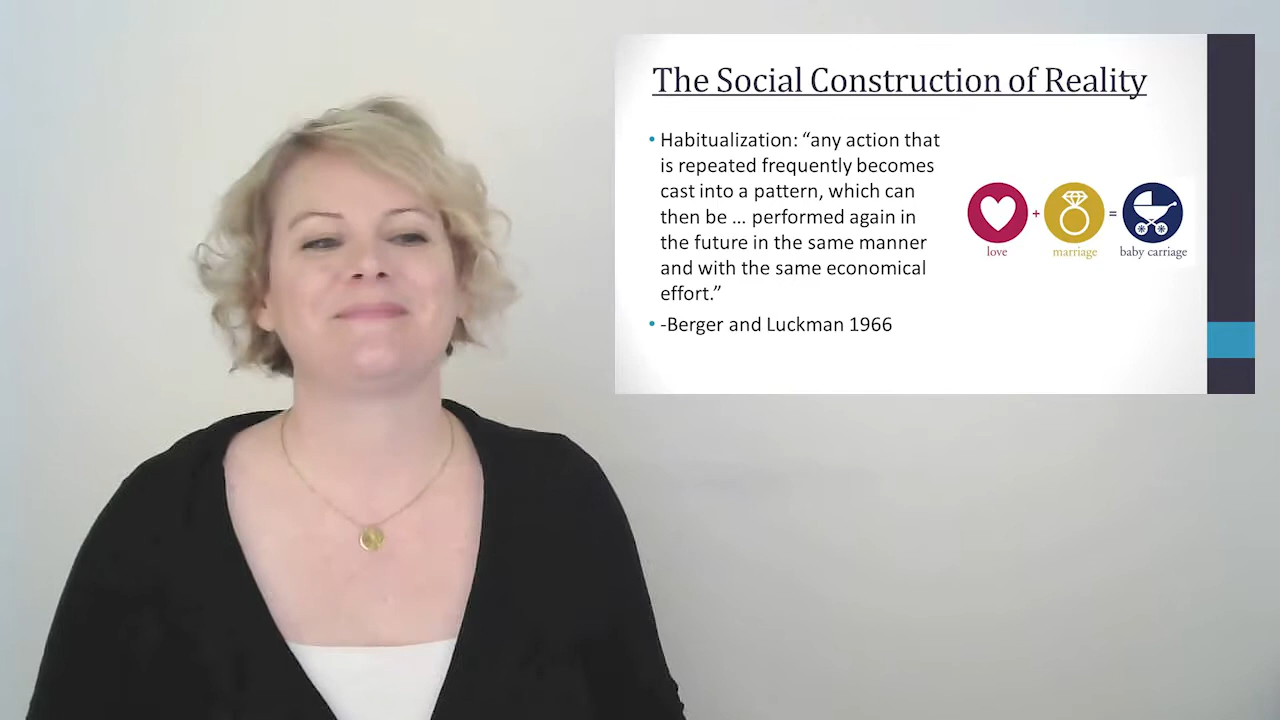 The Social Construction of Reality
• Habitualization: “any action that
is repeated frequently becomes
cast into a pattern, which can
then be … performed again in
the future in the same manner
and with the same economical
effort.”
• -Berger and Luckman 1966
+ =
love marriage baby carriage